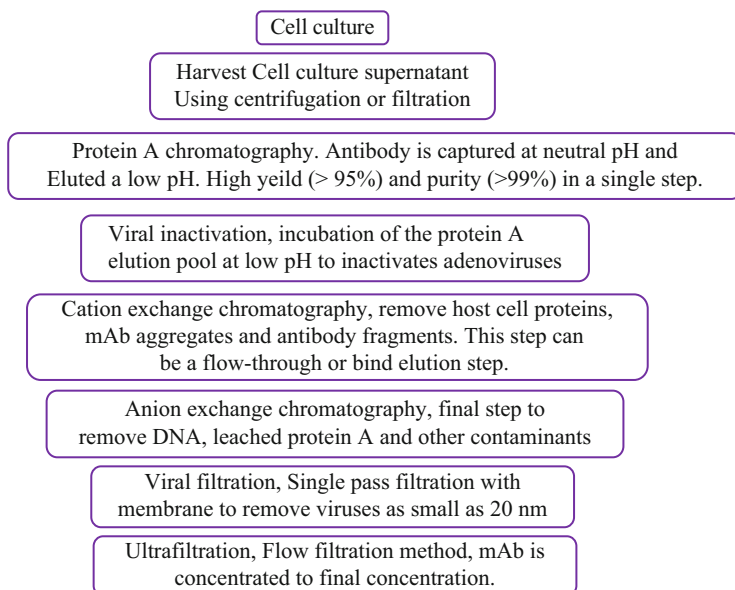 Cell culture
Harvest Cell culture supernatant
Using centrifugation or filtration
Protein A chromatography. Antibody is captured at neutral pH and
Eluted a low pH. High yeild (> 95%) and purity (>99%) in a single step.
Viral inactivation, incubation of the protein A
elution pool at low pH to inactivates adenoviruses
Cation exchange chromatography, remove host cell proteins,
mAb aggregates and antibody fragments. This step can
be a flow-through or bind elution step.
Anion exchange chromatography, final step to
remove DNA, leached protein A and other contaminants
Viral filtration, Single pass filtration with
membrane to remove viruses as small as 20 nm
Ultrafiltration, Flow filtration method, mAb is
concentrated to final concentration.